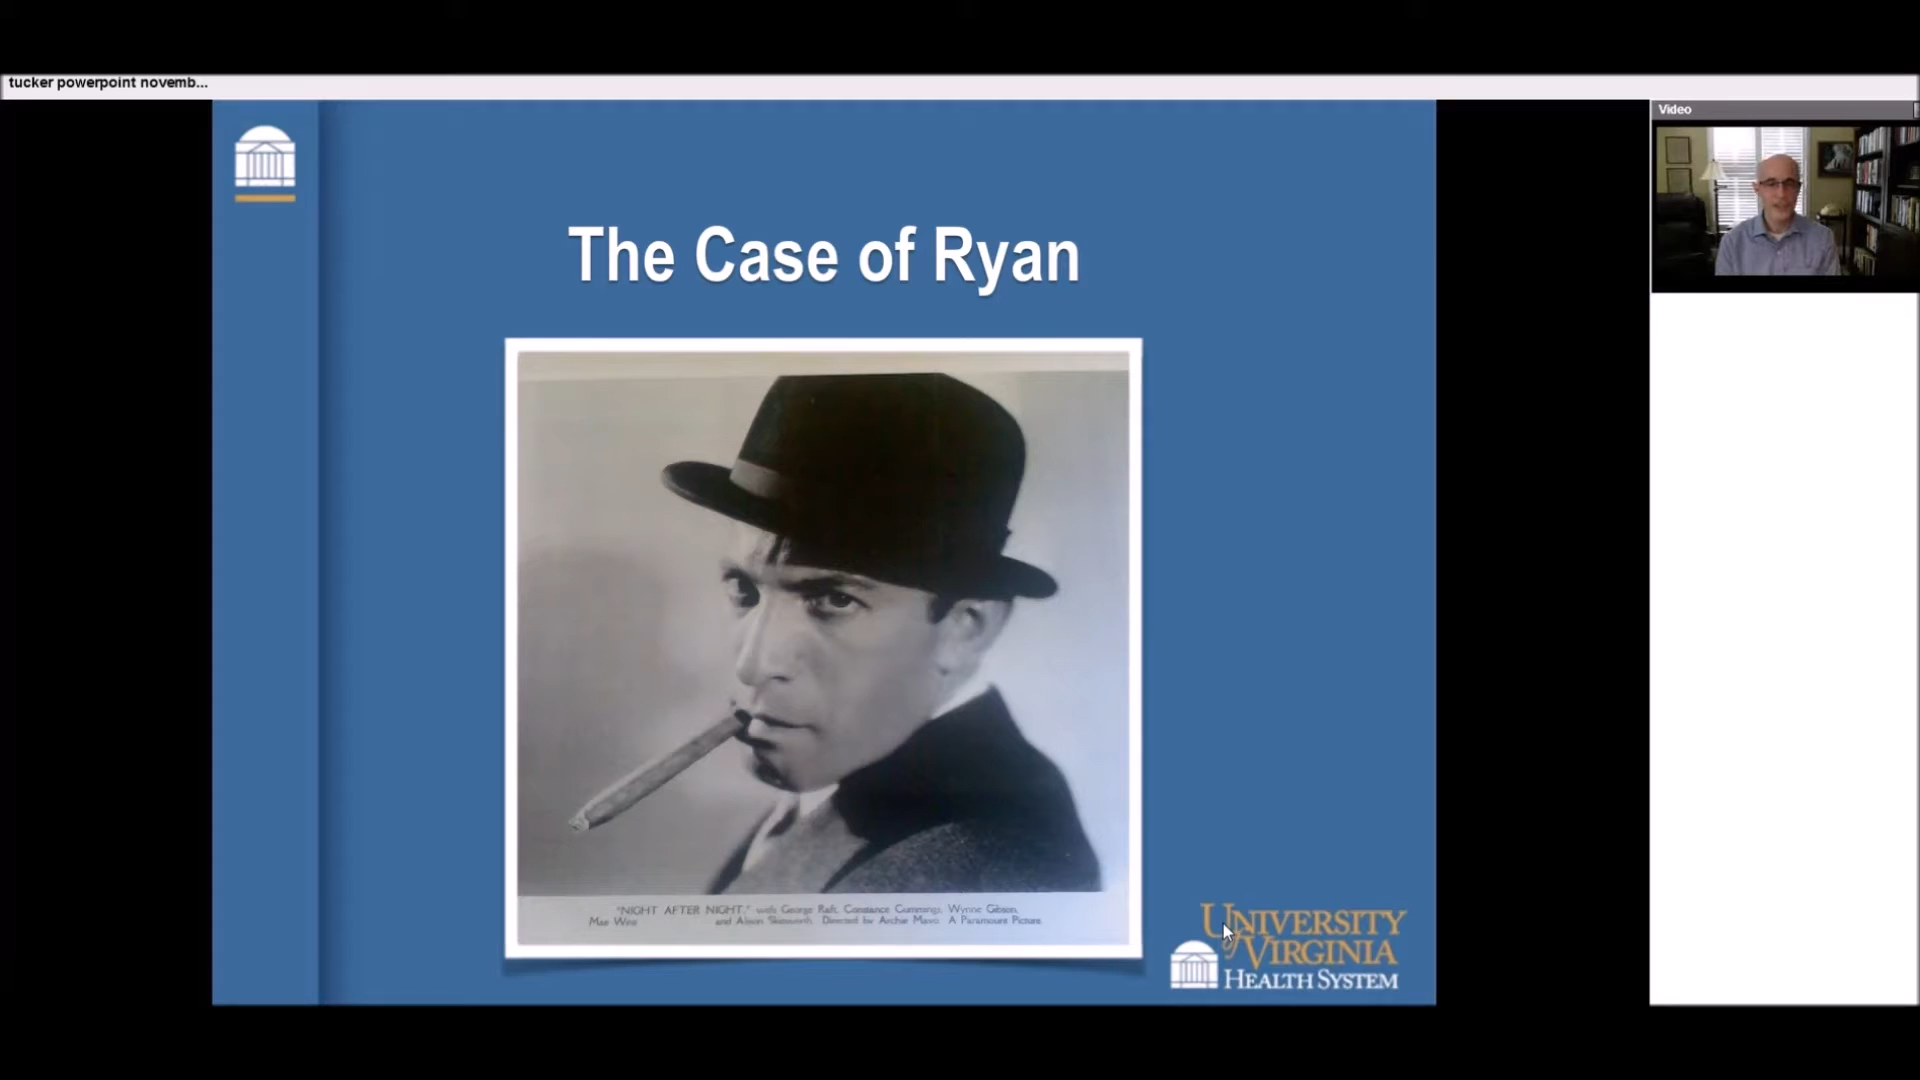 tucker powerpoint novemb...
Video
The Case of Ryan
"NIGHT AFTER NIGHT," with George Raft, Constance Cummings, Wynne Gibson,
Mae West and Alison Skipworth. Directed by Archie Mayo. A Paramount Picture
UNIVERSITY
of VIRGINIA
HEALTH SYSTEM